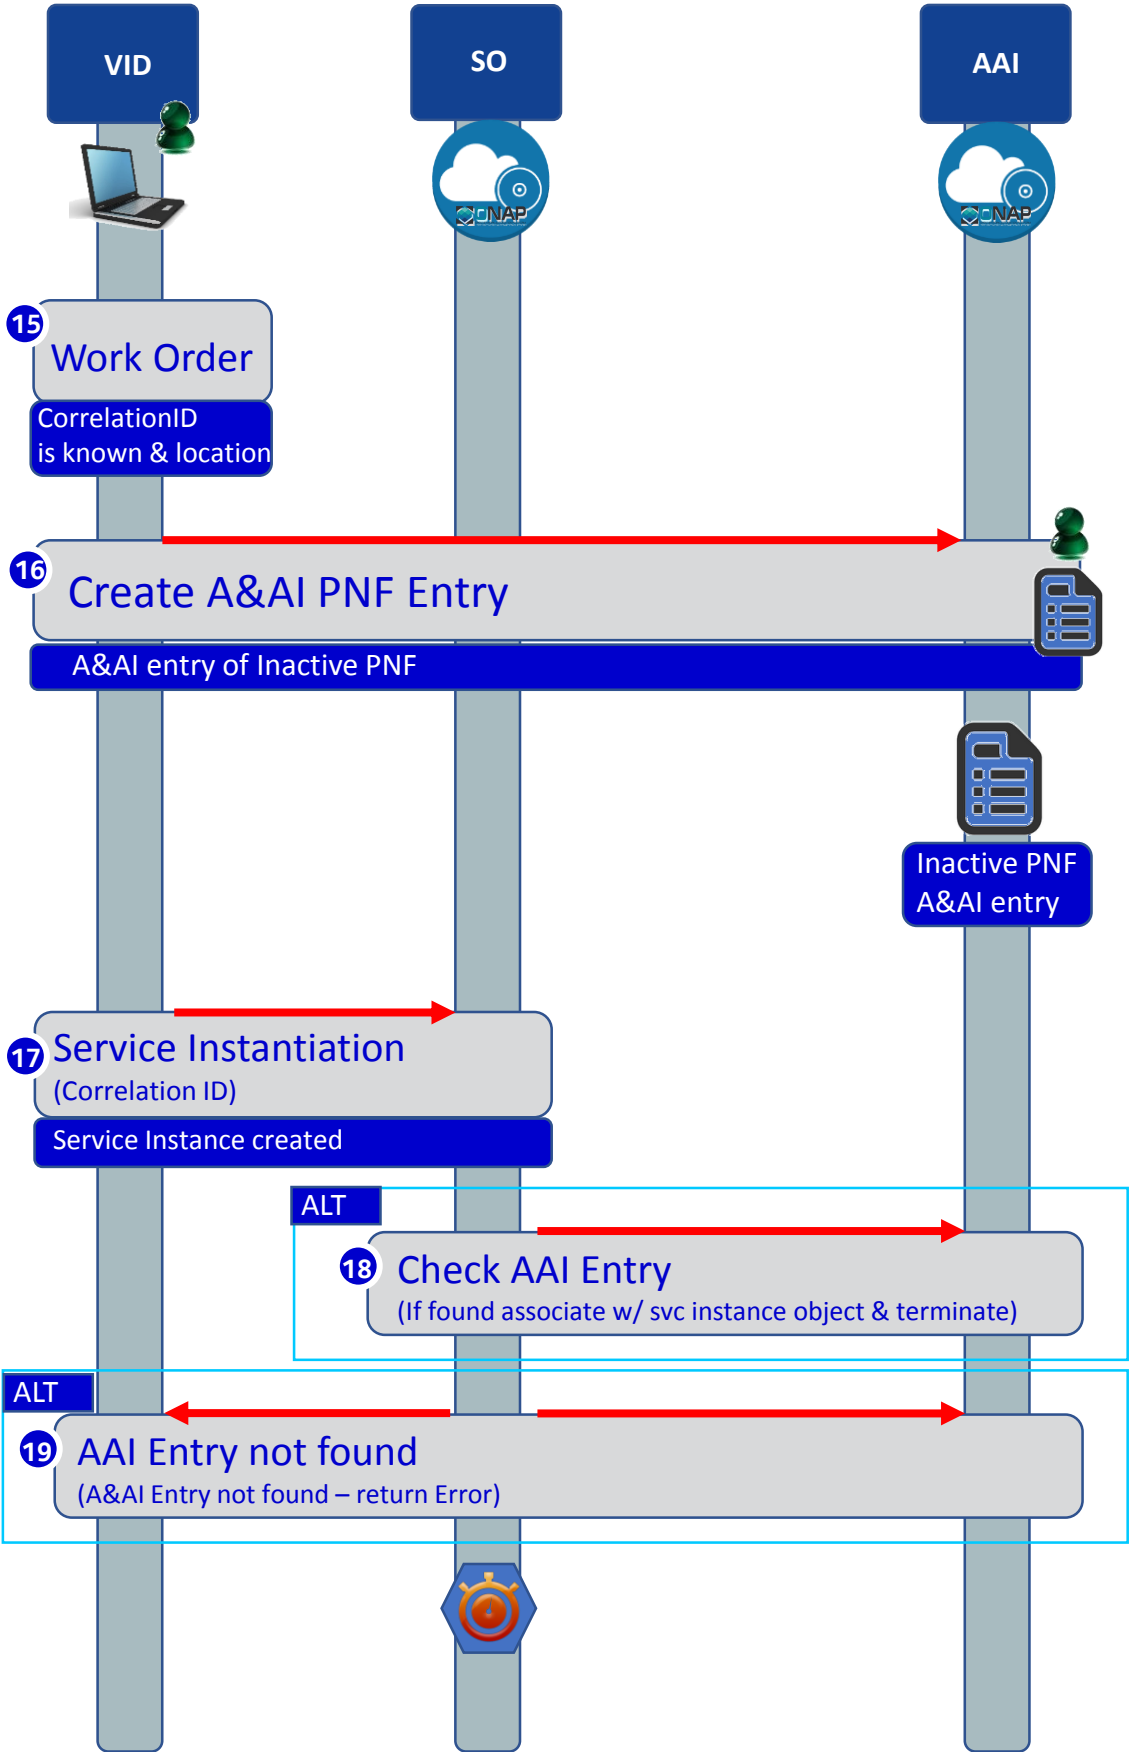 VID
SO
AAI
ONAP
ONAP
15
Work Order
CorrelationID
is known & location
16
Create A&AI PNF Entry
A&AI entry of Inactive PNF
Inactive PNF
A&AI entry
17
Service Instantiation
(Correlation ID)
Service Instance created
ALT
18
Check AAI Entry
(If found associate w/ svc instance object & terminate)
ALT
19
AAI Entry not found
(A&AI Entry not found – return Error)